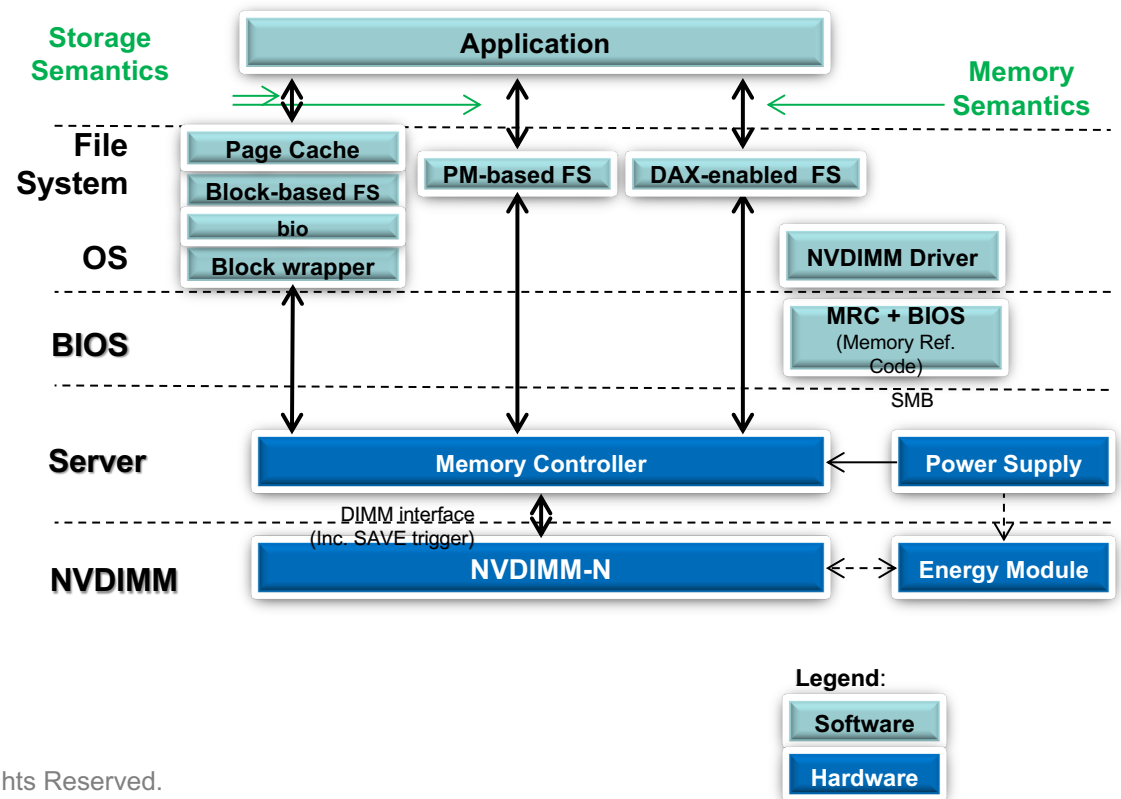 Storage
Semantics
Application
Memory
Semantics
File
System
Page Cache
Block-based FS
bio
Block wrapper
PM-based FS
DAX-enabled FS
OS
NVDIMM Driver
BIOS
MRC + BIOS
(Memory Ref.
Code)
SMB
Server
Memory Controller
Power Supply
DIMM interface
(Inc. SAVE trigger)
NVDIMM
NVDIMM-N
Energy Module
Legend:
Software
Hardware
hts Reserved.